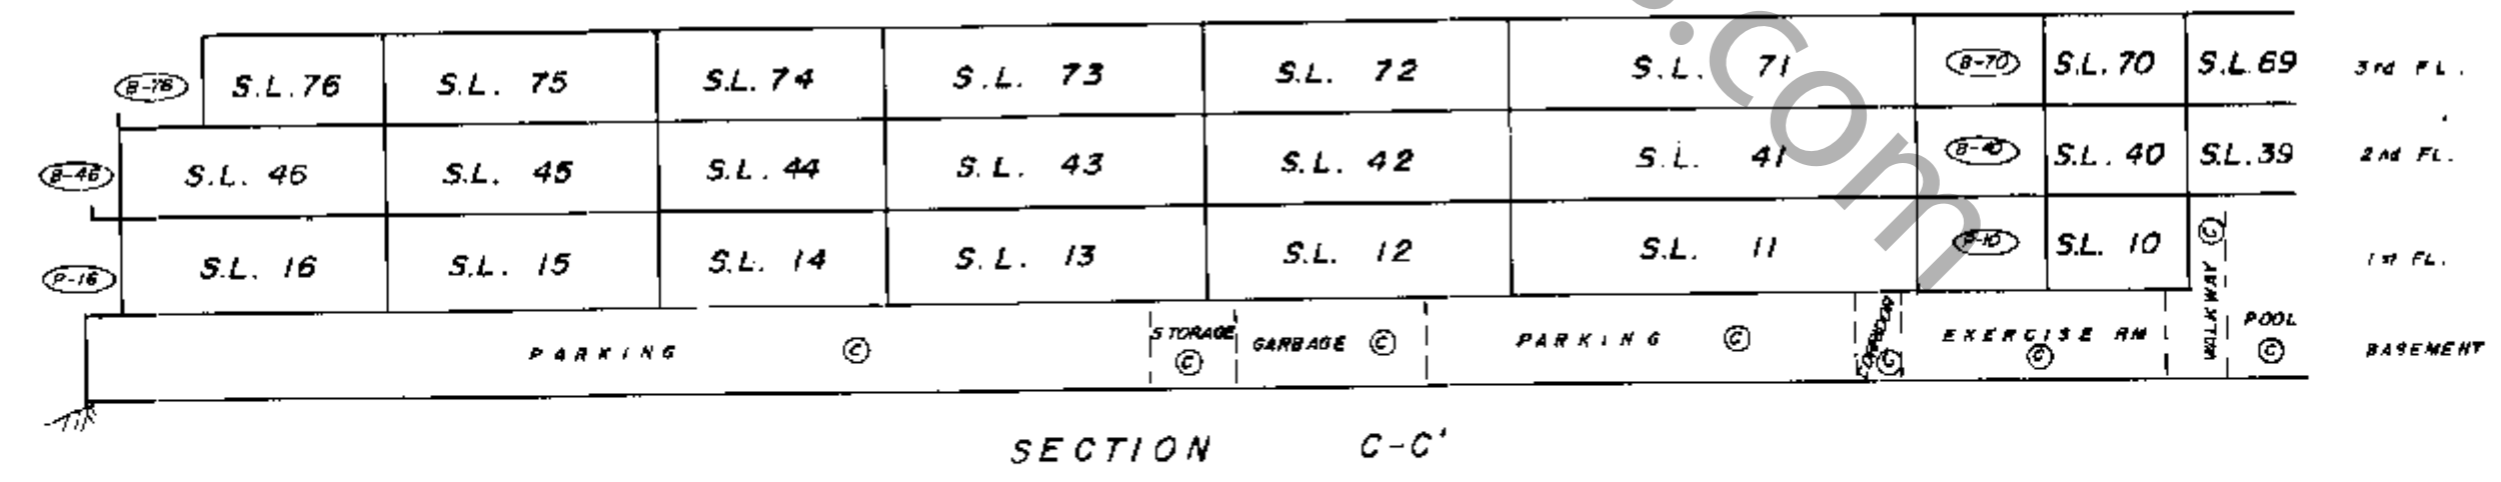 B-76 S.L. 76 S.L. 75 S.L. 74 S.L. 73 S.L. 72 S.L. 71 B-70 S.L. 70 S.L. 69 3rd FL.
B-46 S.L. 46 S.L. 45 S.L. 44 S.L. 43 S.L. 42 S.L. 41 B-40 S.L. 40 S.L. 39 2nd FL.
P-16 S.L. 16 S.L. 15 S.L. 14 S.L. 13 S.L. 12 S.L. 11 P-10 S.L. 10 1st FL.
PARKING C STORAGE C GARBAGE C PARKING C CORRIDOR C EXERCISE RM C WALKWAY C POOL C BASEMENT
SECTION C-C'
.com